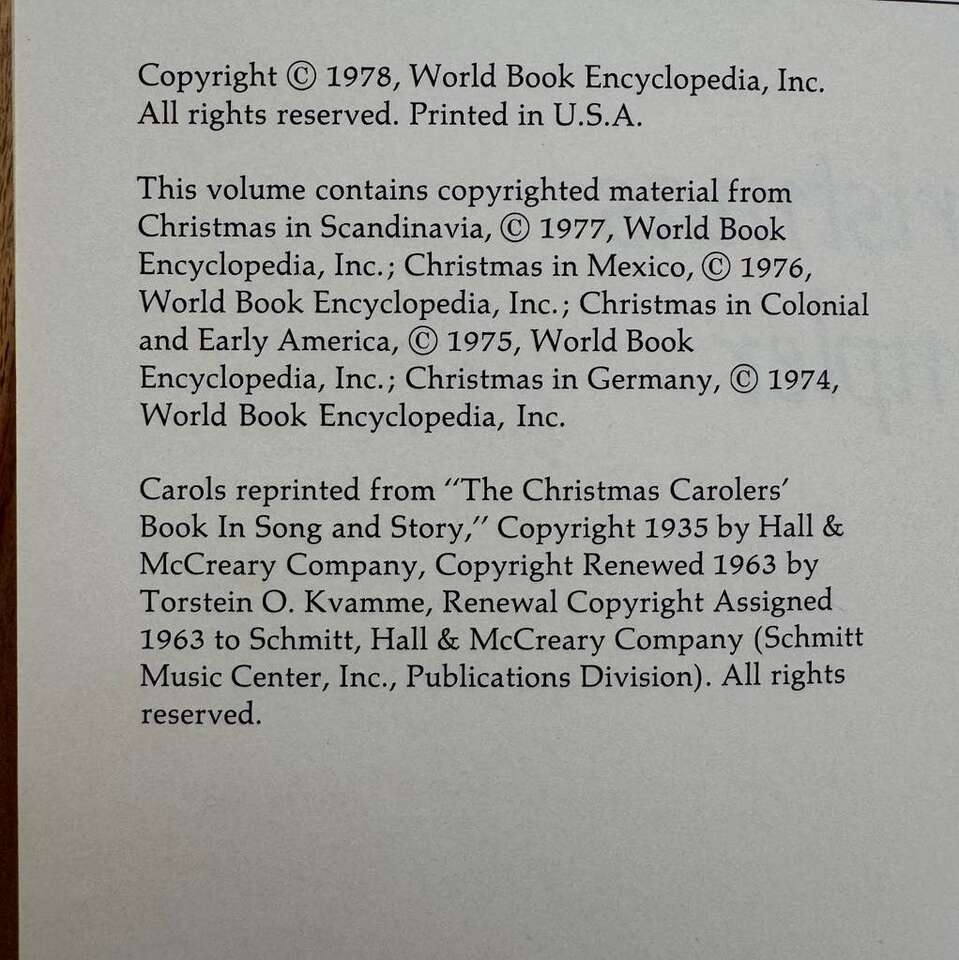 Copyright © 1978, World Book Encyclopedia, Inc.
All rights reserved. Printed in U.S.A.
This volume contains copyrighted material from
Christmas in Scandinavia, © 1977, World Book
Encyclopedia, Inc.; Christmas in Mexico, © 1976,
World Book Encyclopedia, Inc.; Christmas in Colonial
and Early America, © 1975, World Book
Encyclopedia, Inc.; Christmas in Germany, © 1974,
World Book Encyclopedia, Inc.
Carols reprinted from “The Christmas Carolers’
Book In Song and Story,” Copyright 1935 by Hall &
McCreary Company, Copyright Renewed 1963 by
Torstein O. Kvamme, Renewal Copyright Assigned
1963 to Schmitt, Hall & McCreary Company (Schmitt
Music Center, Inc., Publications Division). All rights
reserved.